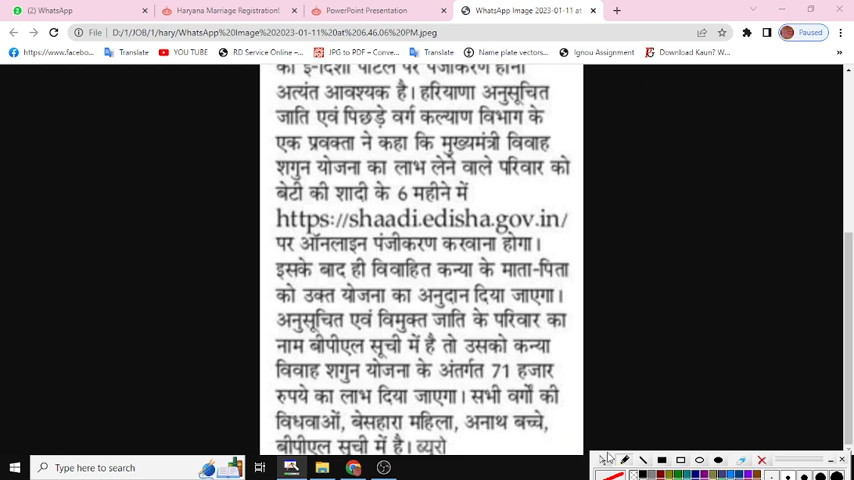 (2) WhatsApp
Haryana Marriage Registration!
PowerPoint Presentation
WhatsApp Image 2023-01-11 at
File
D:/1/JOB/1/hary/WhatsApp%20Image%202023-01-11%20at%206.46.06%20PM.jpeg
Paused
https://www.facebo...
Translate
YOU TUBE
RD Service Online! -...
JPG to PDF – Conve...
Translate
Name plate vectors...
Ignou Assignment
Download Kaun? W...
का ई-दिशा पोर्टल पर पंजीकरण होना
अत्यंत आवश्यक है। हरियाणा अनुसूचित
जाति एवं पिछड़े वर्ग कल्याण विभाग के
एक प्रवक्ता ने कहा कि मुख्यमंत्री विवाह
शगुन योजना का लाभ लेने वाले परिवार को
बेटी की शादी के 6 महीने में
https://shaadi.edisha.gov.in/
पर ऑनलाइन पंजीकरण करवाना होगा।
इसके बाद ही विवाहित कन्या के माता-पिता
को उक्त योजना का अनुदान दिया जाएगा।
अनुसूचित एवं विमुक्त जाति के परिवार का
नाम बीपीएल सूची में है तो उसको कन्या
विवाह शगुन योजना के अंतर्गत 71 हजार
रुपये का लाभ दिया जाएगा। सभी वर्गों की
विधवाओं, बेसहारा महिला, अनाथ बच्चे,
बीपीएल सूची में है। ब्यूरो
Type here to search